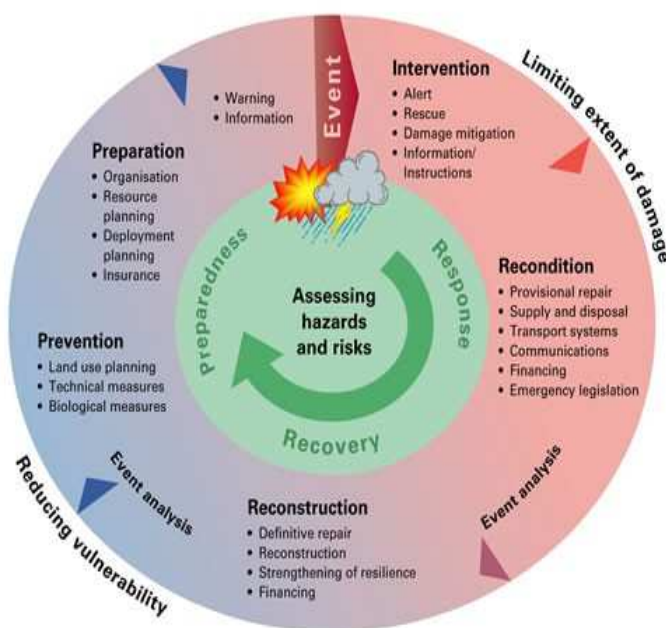 Event
Intervention
• Alert
• Rescue
• Damage mitigation
• Information/
Instructions
Limiting extent of damage
Recondition
• Provisional repair
• Supply and disposal
• Transport systems
• Communications
• Financing
• Emergency legislation
Event analysis
Reconstruction
• Definitive repair
• Reconstruction
• Strengthening of resilience
• Financing
Event analysis
Reducing vulnerability
Prevention
• Land use planning
• Technical measures
• Biological measures
Preparation
• Organisation
• Resource
planning
• Deployment
planning
• Insurance
• Warning
• Information
Response
Recovery
Preparedness
Assessing
hazards
and risks